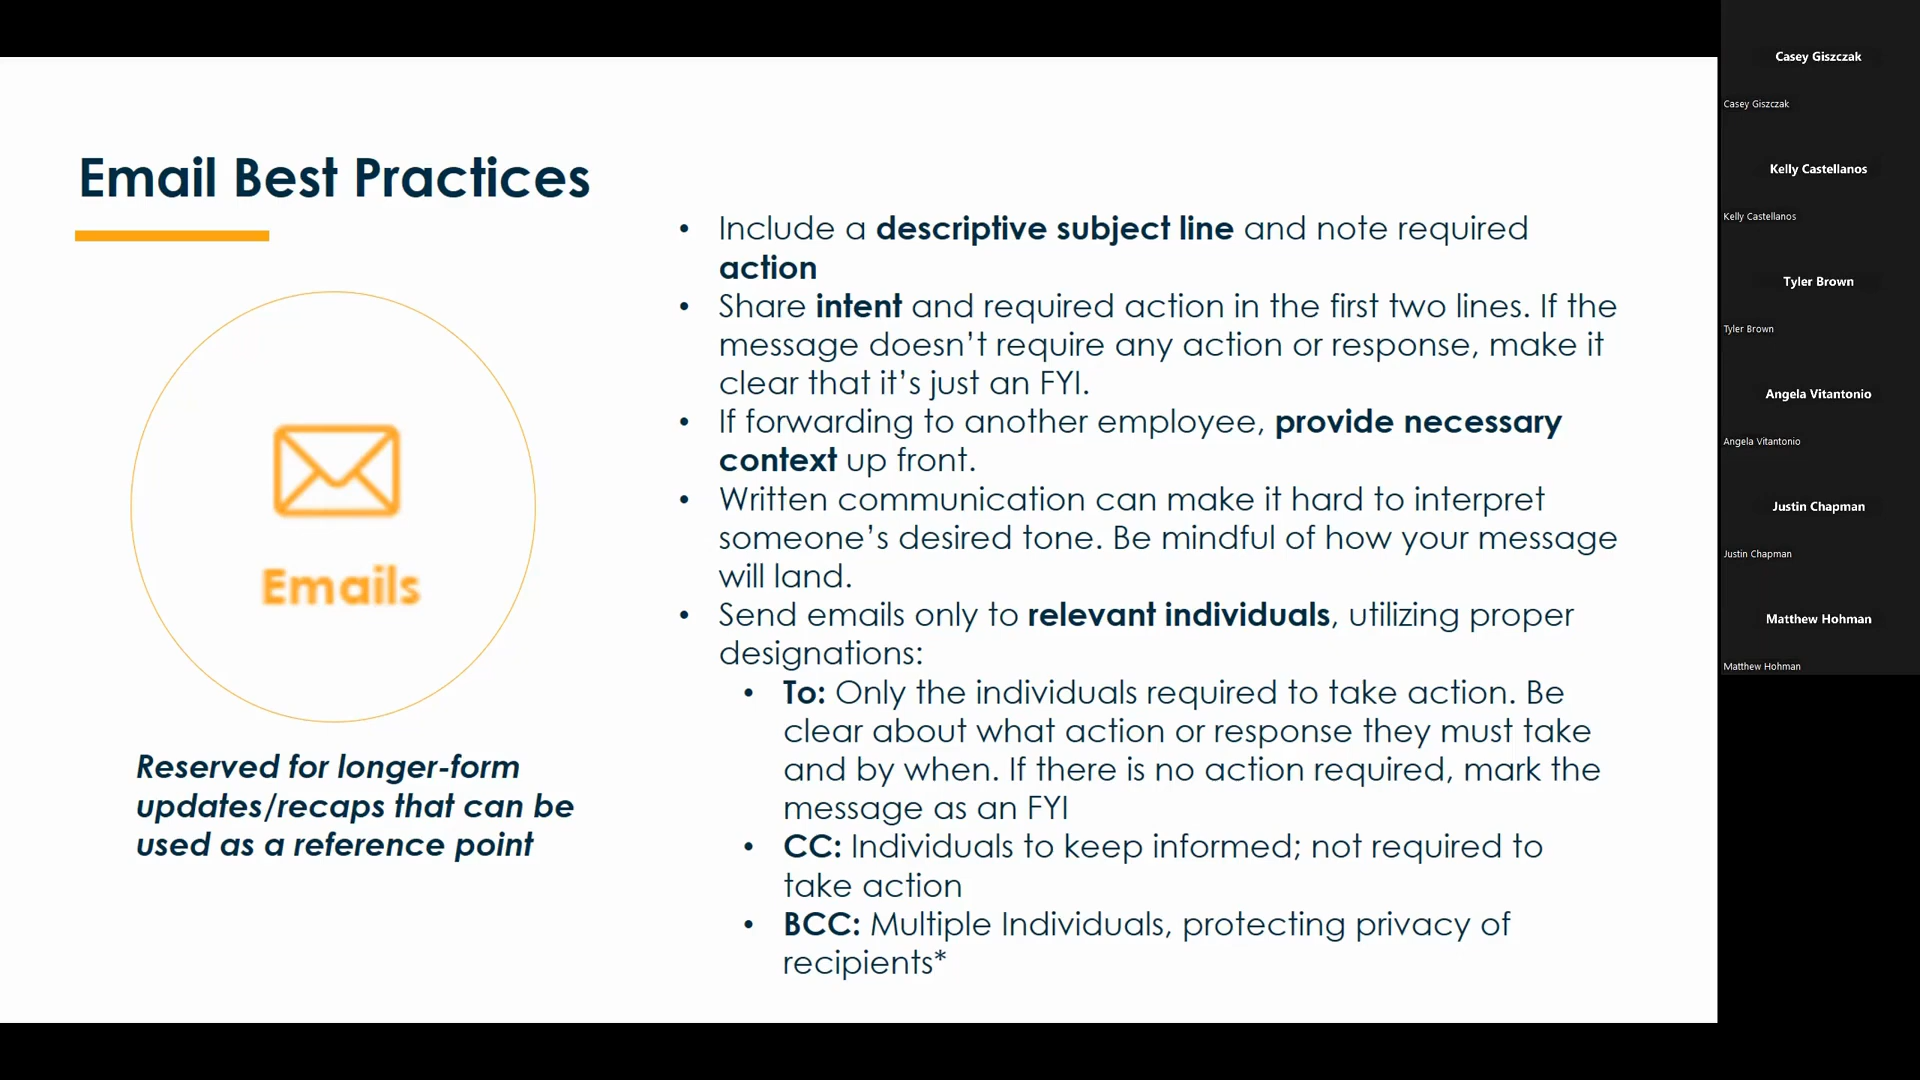 Email Best Practices
Emails
Reserved for longer-form
updates/recaps that can be
used as a reference point
• Include a descriptive subject line and note required
action
• Share intent and required action in the first two lines. If the
message doesn’t require any action or response, make it
clear that it’s just an FYI.
• If forwarding to another employee, provide necessary
context up front.
• Written communication can make it hard to interpret
someone’s desired tone. Be mindful of how your message
will land.
• Send emails only to relevant individuals, utilizing proper
designations:
• To: Only the individuals required to take action. Be
clear about what action or response they must take
and by when. If there is no action required, mark the
message as an FYI
• CC: Individuals to keep informed; not required to
take action
• BCC: Multiple Individuals, protecting privacy of
recipients*
Casey Giszczak
Casey Giszczak
Kelly Castellanos
Kelly Castellanos
Tyler Brown
Tyler Brown
Angela Vitantonio
Angela Vitantonio
Justin Chapman
Justin Chapman
Matthew Hohman
Matthew Hohman